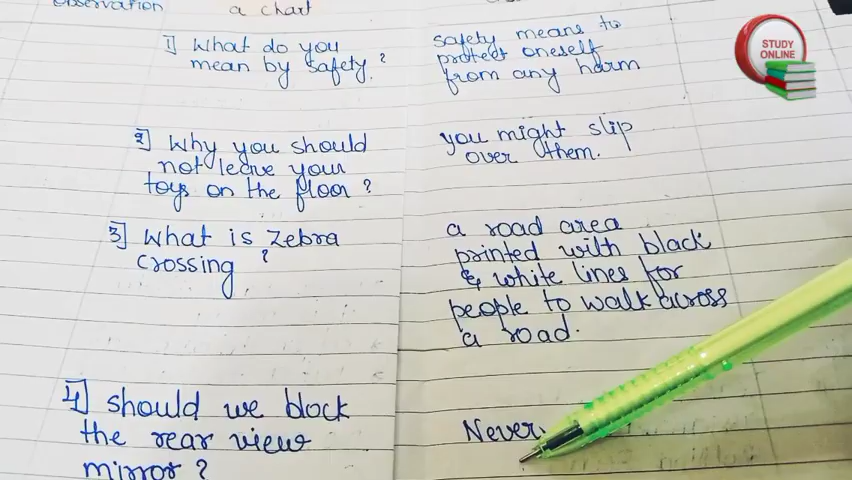 observation
a chart
1] What do you
mean by safety?
safety means to
protect oneself
from any harm
2] Why you should
not leave your
toys on the floor?
you might slip
over them.
3] What is zebra
crossing?
a road area
printed with black
& white lines for
people to walk across
a road.
4] should we block
the rear view
mirror?
Never.
STUDY
ONLINE